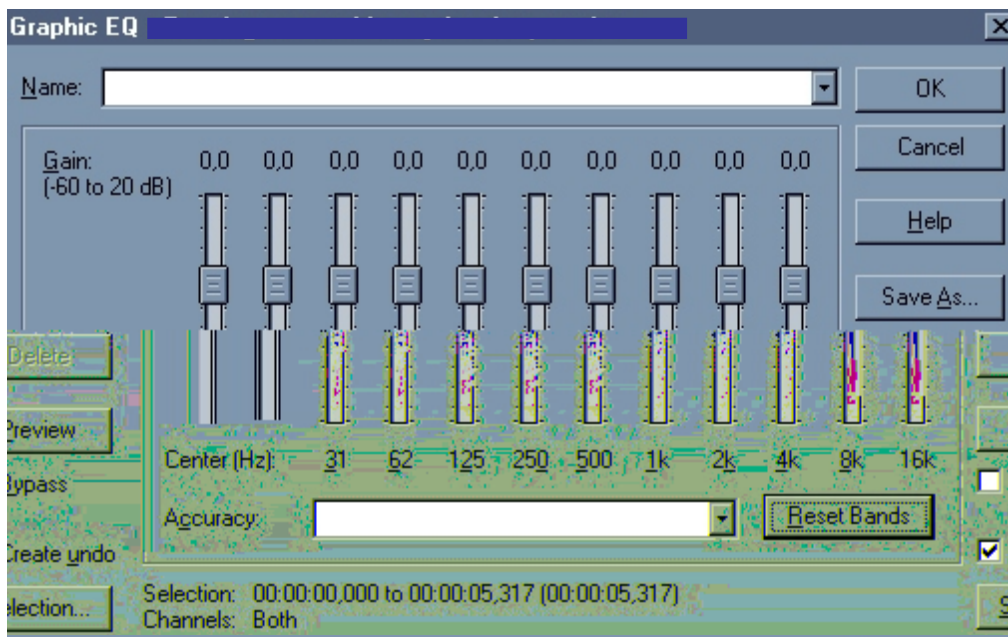 Graphic EQ
Name:
OK
Cancel
Gain: 0,0 0,0 0,0 0,0 0,0 0,0 0,0 0,0 0,0 0,0
(-60 to 20 dB)
Help
Save As...
Delete
Preview
Center (Hz): 31 62 125 250 500 1k 2k 4k 8k 16k
Bypass
Accuracy: Reset Bands
Create undo
Selection: 00:00:00,000 to 00:00:05,317 (00:00:05,317)
election...
Channels: Both
S